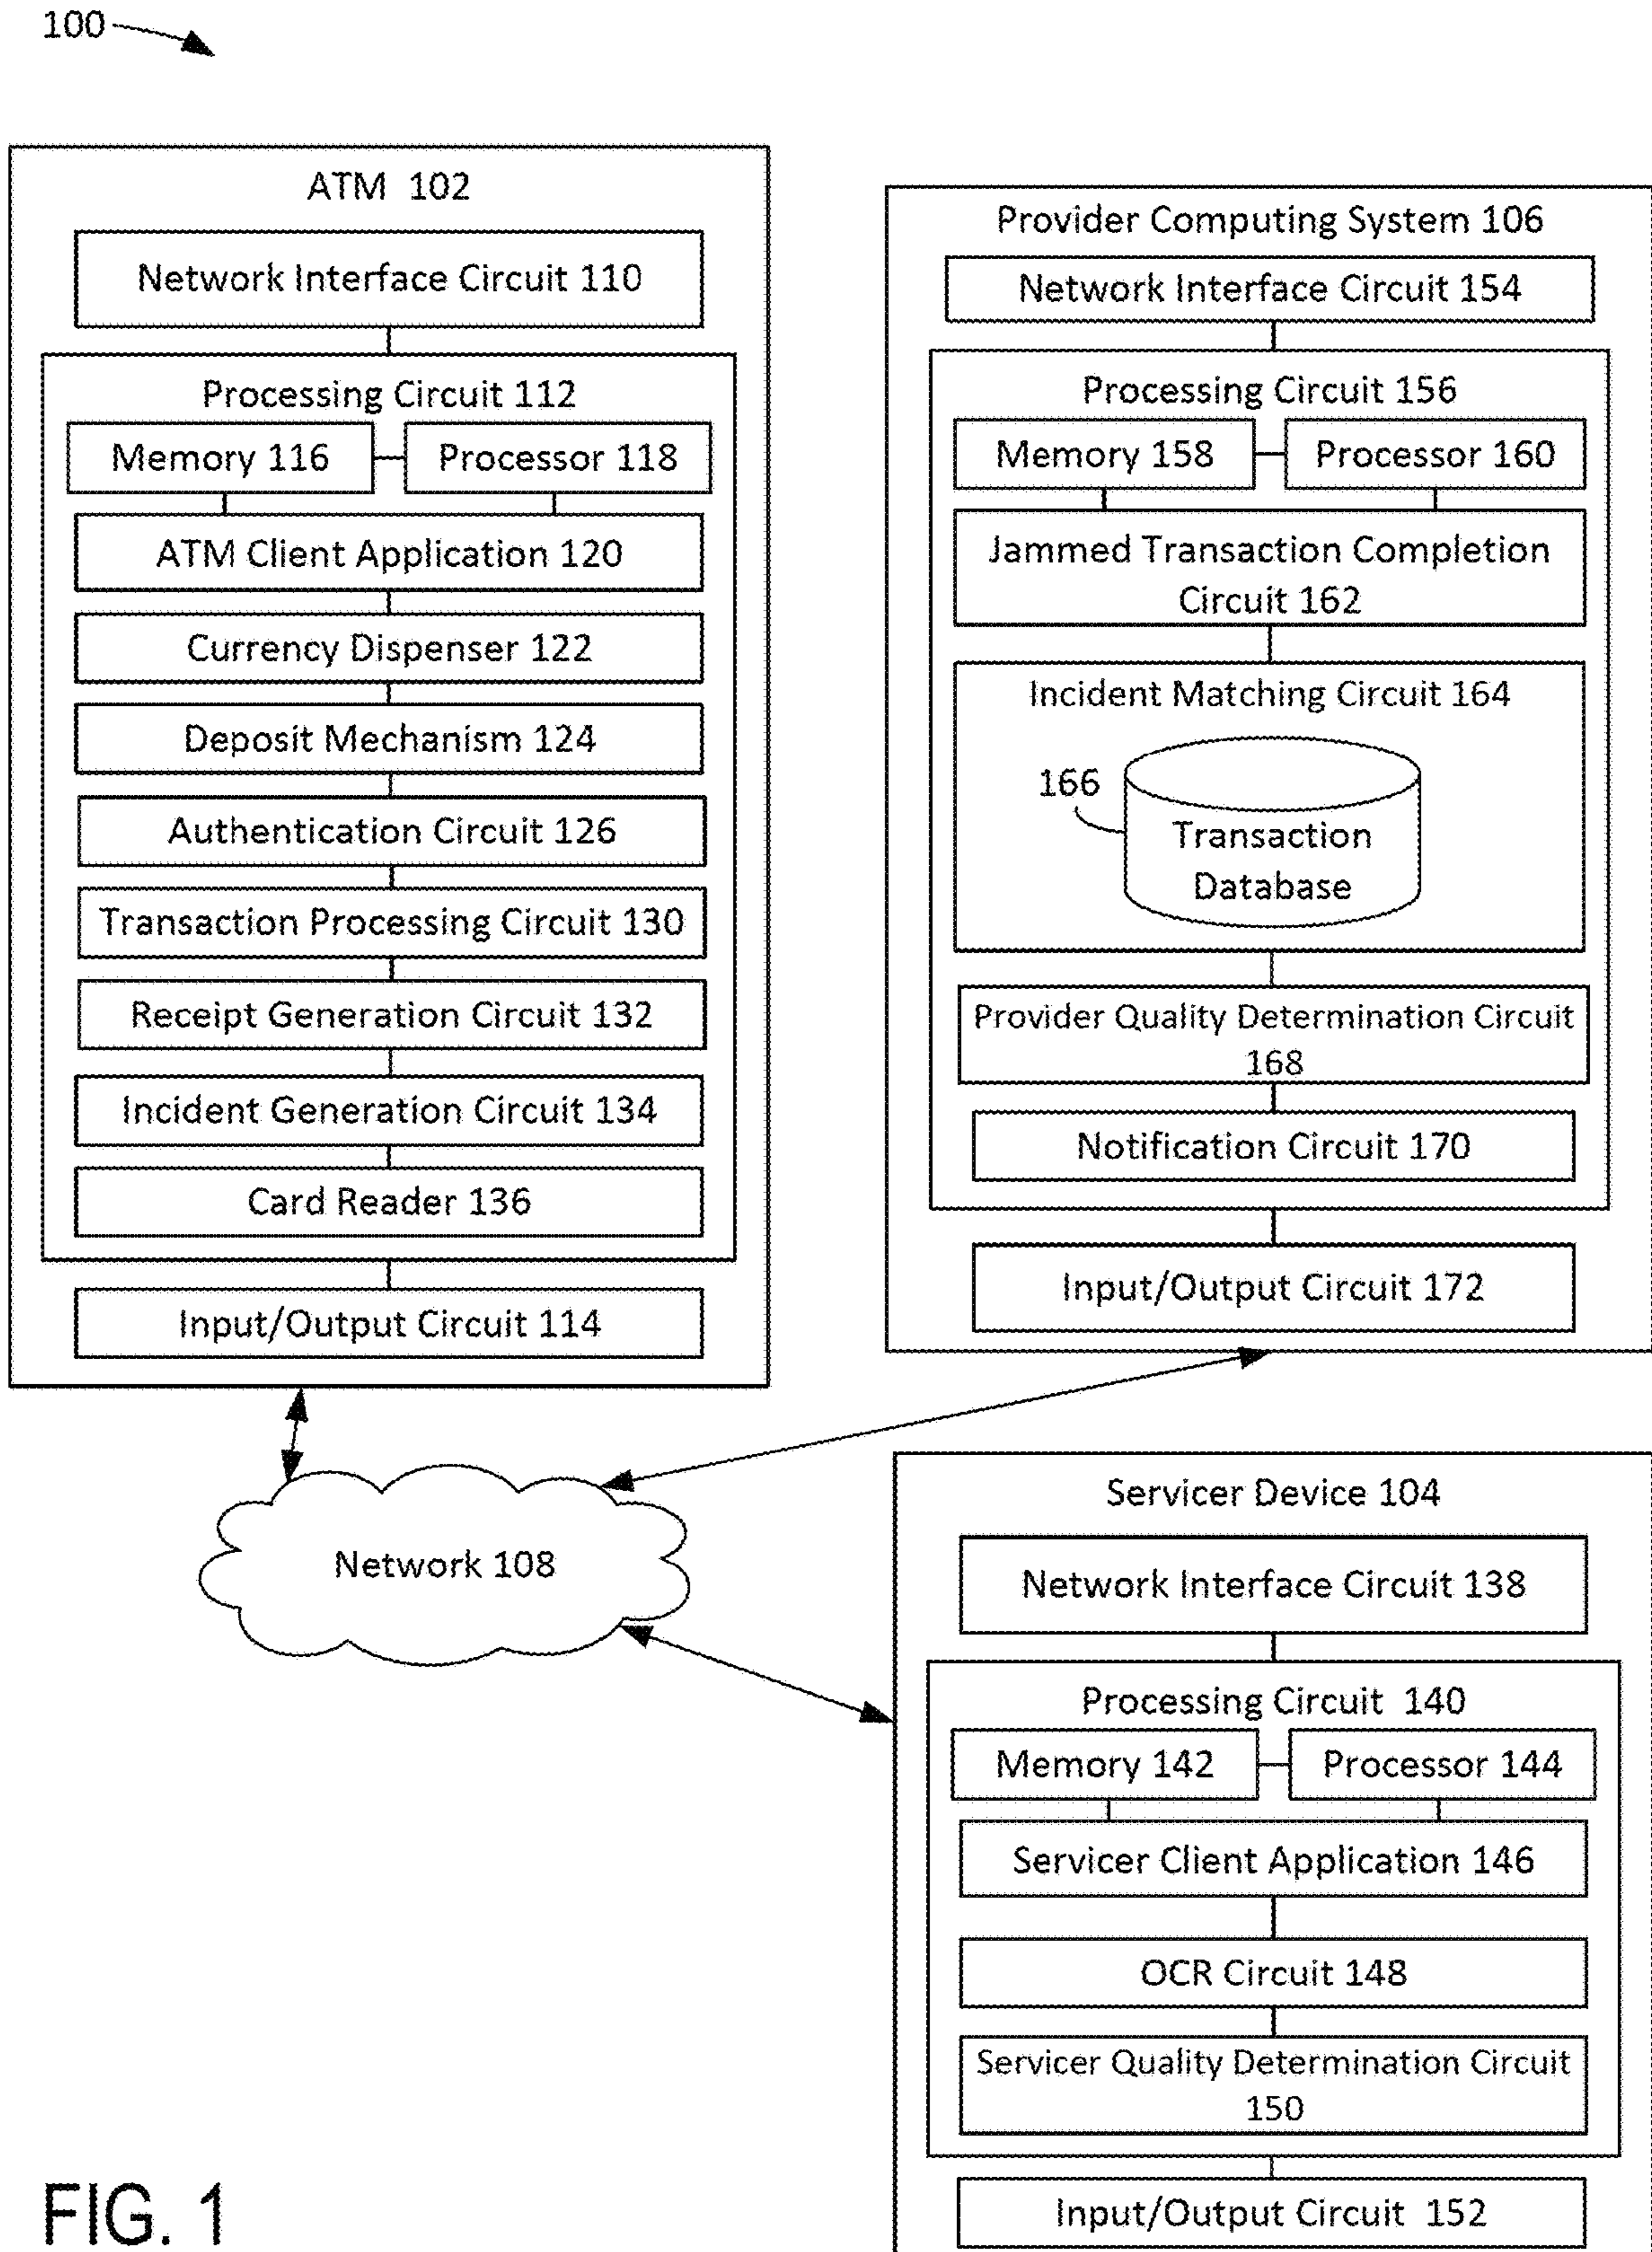 100
ATM 102
Network Interface Circuit 110
Processing Circuit 112
Memory 116
Processor 118
ATM Client Application 120
Currency Dispenser 122
Deposit Mechanism 124
Authentication Circuit 126
Transaction Processing Circuit 130
Receipt Generation Circuit 132
Incident Generation Circuit 134
Card Reader 136
Input/Output Circuit 114
Provider Computing System 106
Network Interface Circuit 154
Processing Circuit 156
Memory 158
Processor 160
Jammed Transaction Completion
Circuit 162
Incident Matching Circuit 164
166
Transaction
Database
Provider Quality Determination Circuit
168
Notification Circuit 170
Input/Output Circuit 172
Network 108
Servicer Device 104
Network Interface Circuit 138
Processing Circuit 140
Memory 142
Processor 144
Servicer Client Application 146
OCR Circuit 148
Servicer Quality Determination Circuit
150
Input/Output Circuit 152
FIG. 1